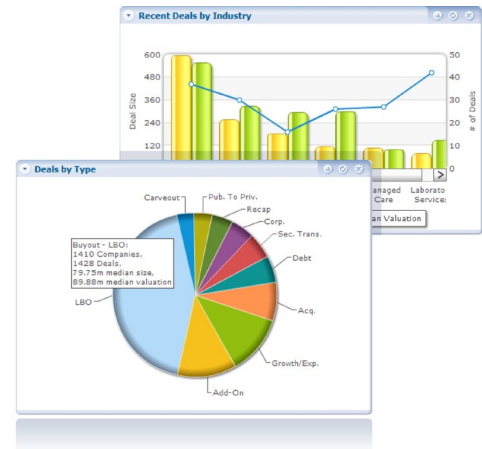 Recent Deals by Industry
600
480
360
240
120
Deal Size
50
40
30
20
10
0
# of Deals
anaged
Care
Laborato
Service:
an Valuation
Deals by Type
Carveout
Pub. To Priv.
Recap
Corp.
Sec. Trans.
Debt
Acq.
Growth/Exp.
Add-On
LBO
Buyout - LBO:
1410 Companies,
1428 Deals,
79.75m median size,
89.88m median valuation